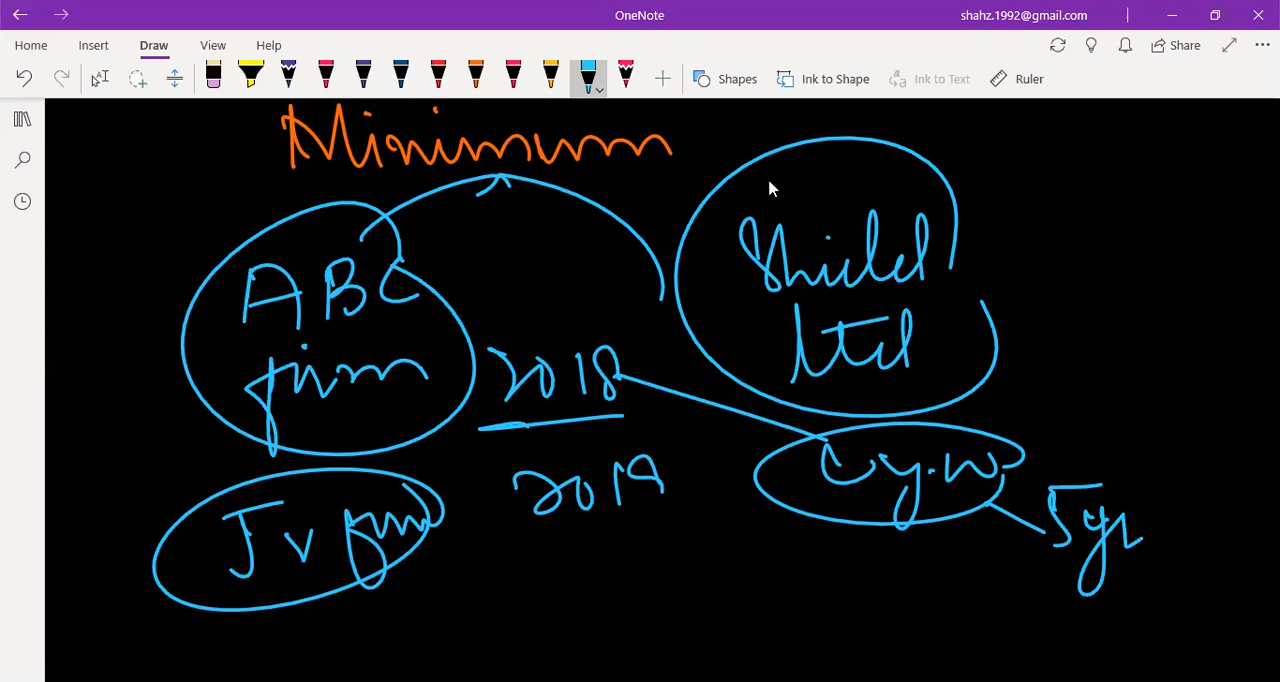 OneNote
shahz.1992@gmail.com
Home Insert Draw View Help
Share
Shapes Ink to Shape Ink to Text Ruler
Minimum
ABC
firm
2018
Shield
Ltd
2019
5yr
Jv firm